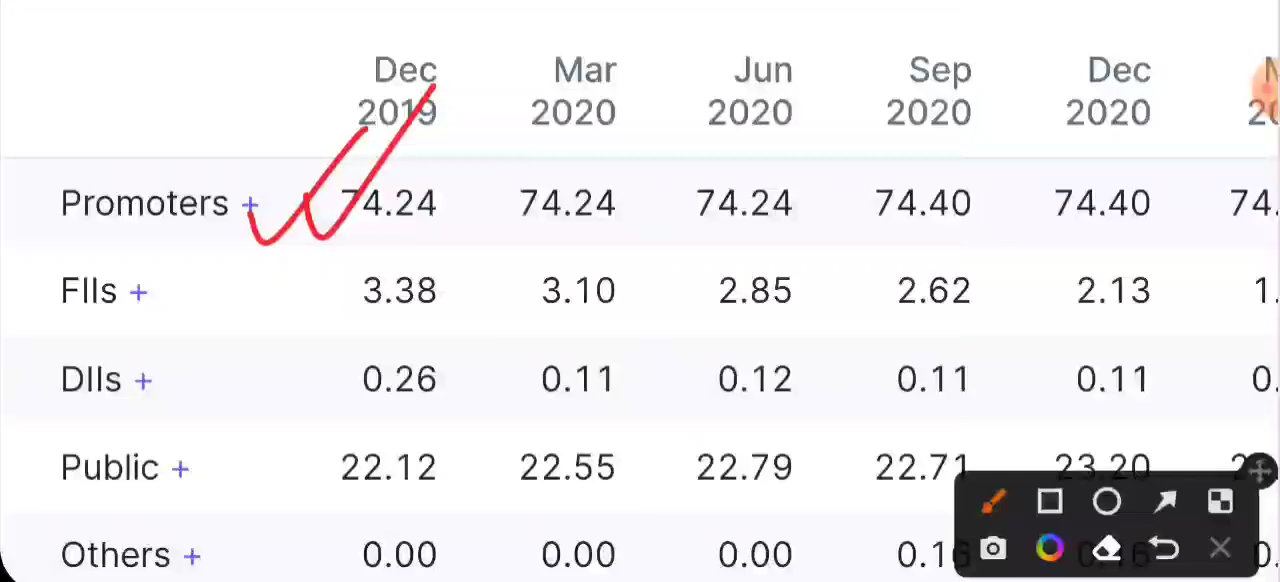 Dec Mar Jun Sep Dec
2019 2020 2020 2020 2020
Promoters + 74.24 74.24 74.24 74.40 74.40 74.
FIIs + 3.38 3.10 2.85 2.62 2.13 1.
DIIs + 0.26 0.11 0.12 0.11 0.11 0.
Public + 22.12 22.55 22.79 22.71 23.20
Others + 0.00 0.00 0.00 0.16